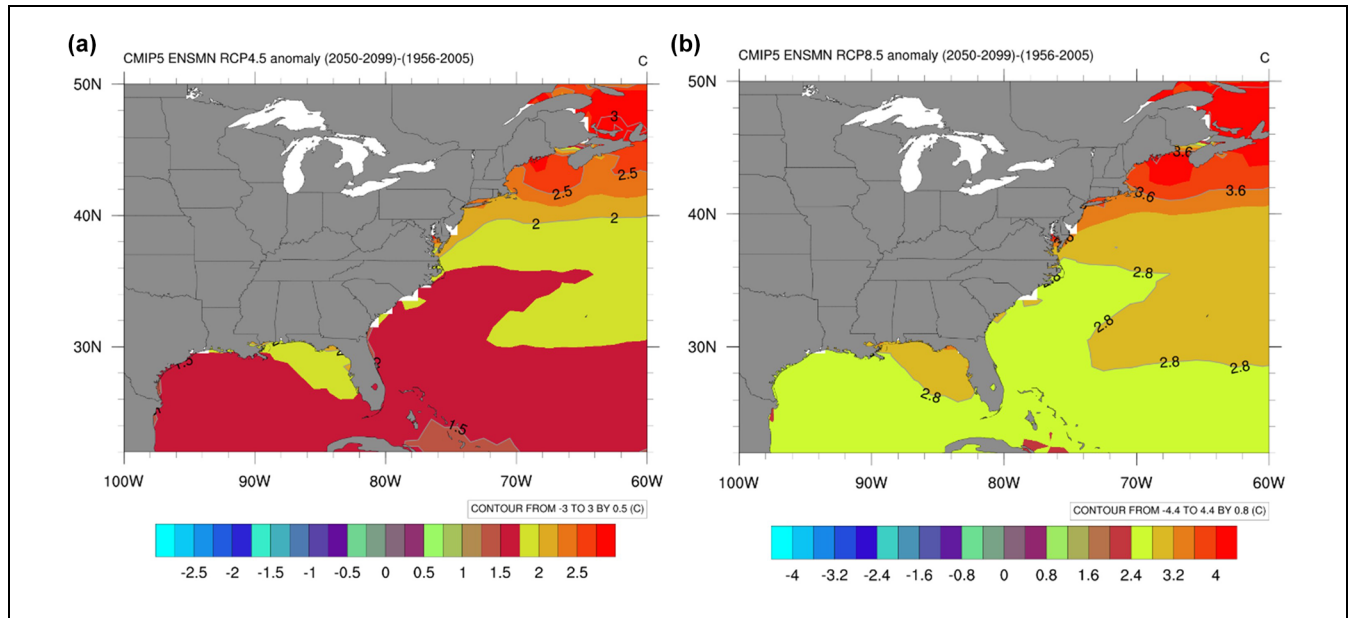 (a)
CMIP5 ENSMN RCP4.5 anomaly (2050-2099)-(1956-2005)
C
50N
40N
30N
3
2.5
2.5
2
2
1.5
1.5
100W
90W
80W
70W
60W
CONTOUR FROM -3 TO 3 BY 0.5 (C)
-2.5
-2
-1.5
-1
-0.5
0
0.5
1
1.5
2
2.5
(b)
CMIP5 ENSMN RCP8.5 anomaly (2050-2099)-(1956-2005)
C
50N
40N
30N
3.6
3.6
3.6
2.8
2.8
2.8
2.8
2.8
2.8
100W
90W
80W
70W
60W
CONTOUR FROM -4.4 TO 4.4 BY 0.8 (C)
-4
-3.2
-2.4
-1.6
-0.8
0
0.8
1.6
2.4
3.2
4